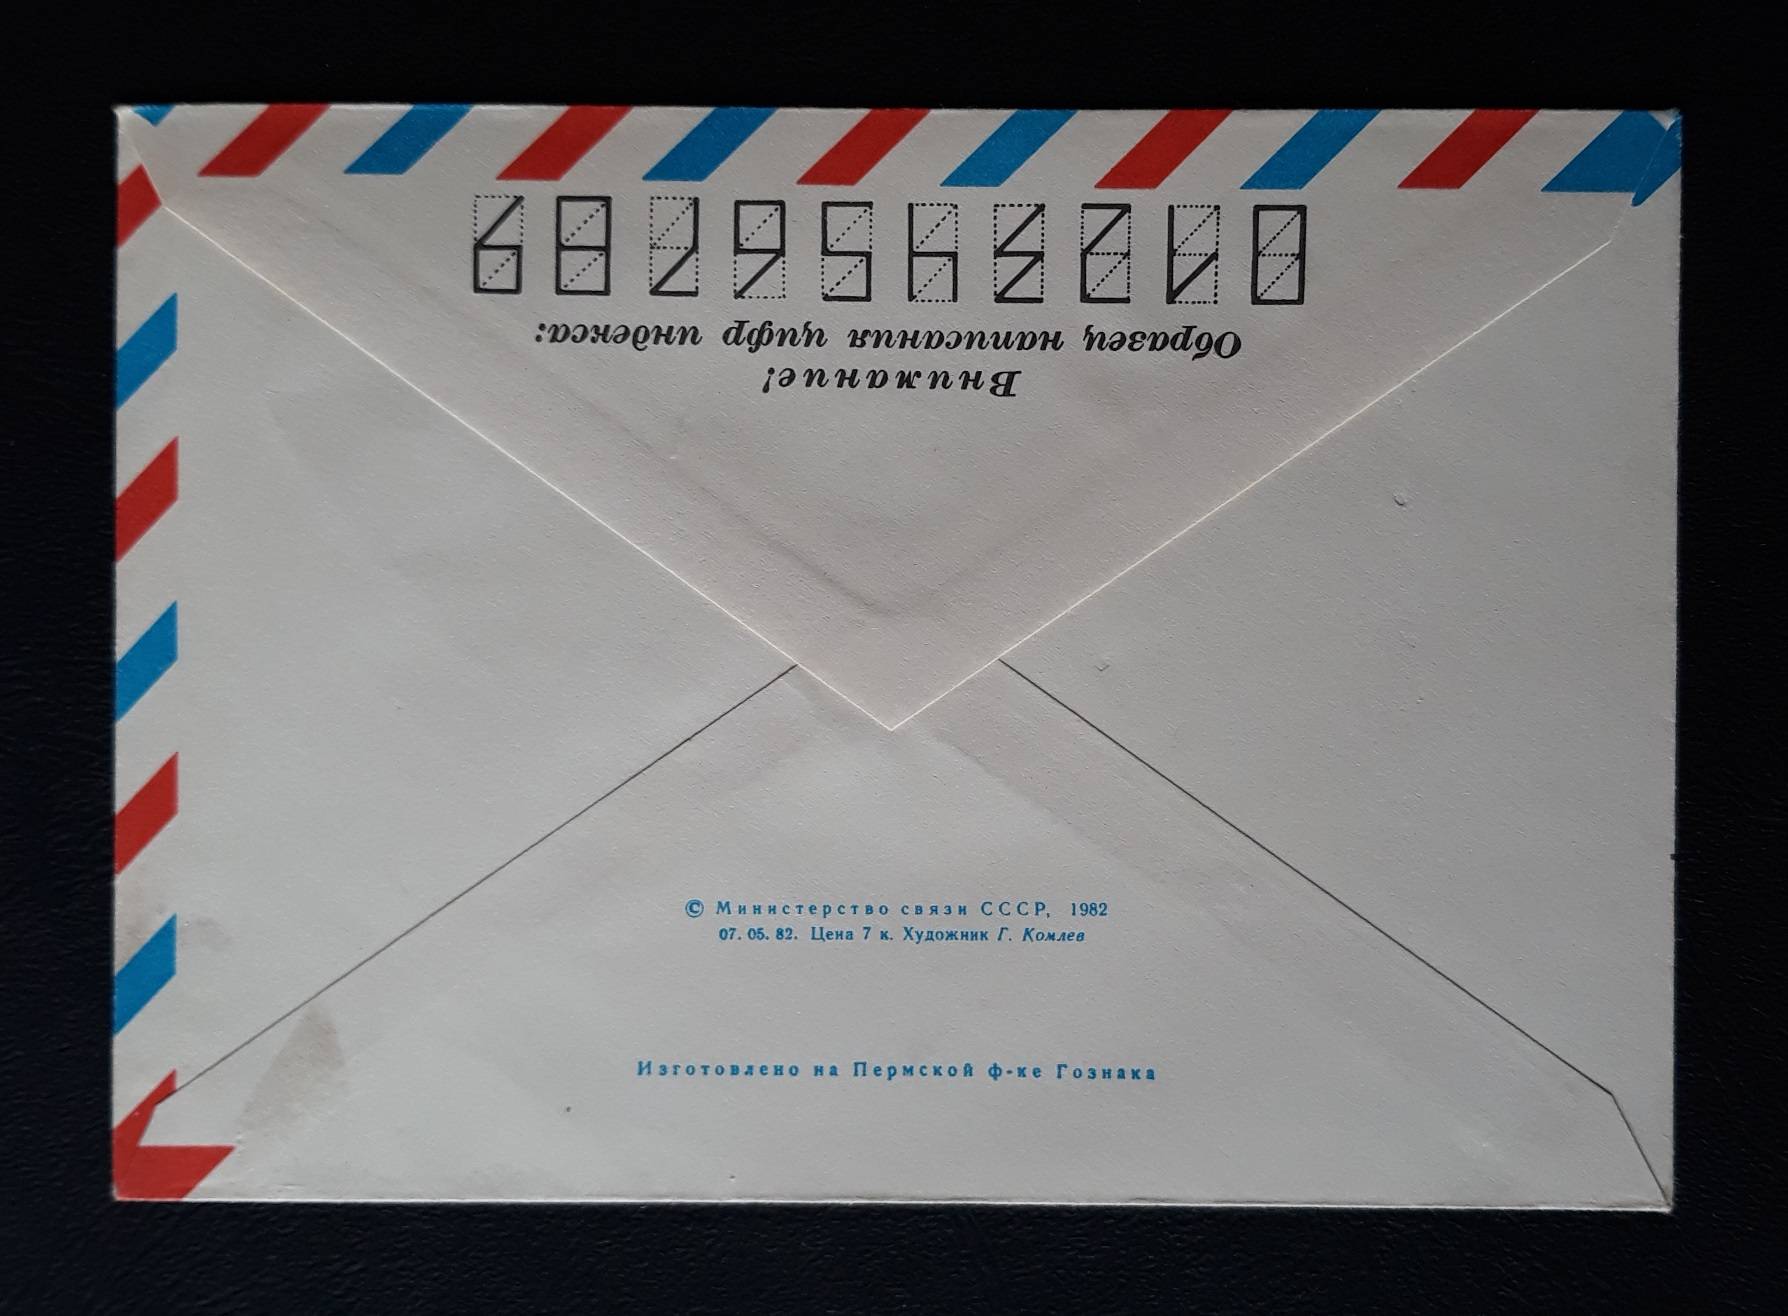 Внимание!
Образец написания цифр индекса:
0123456789
© Министерство связи СССР, 1982
07. 05. 82. Цена 7 к. Художник Г. Комлев
Изготовлено на Пермской ф-ке Гознака